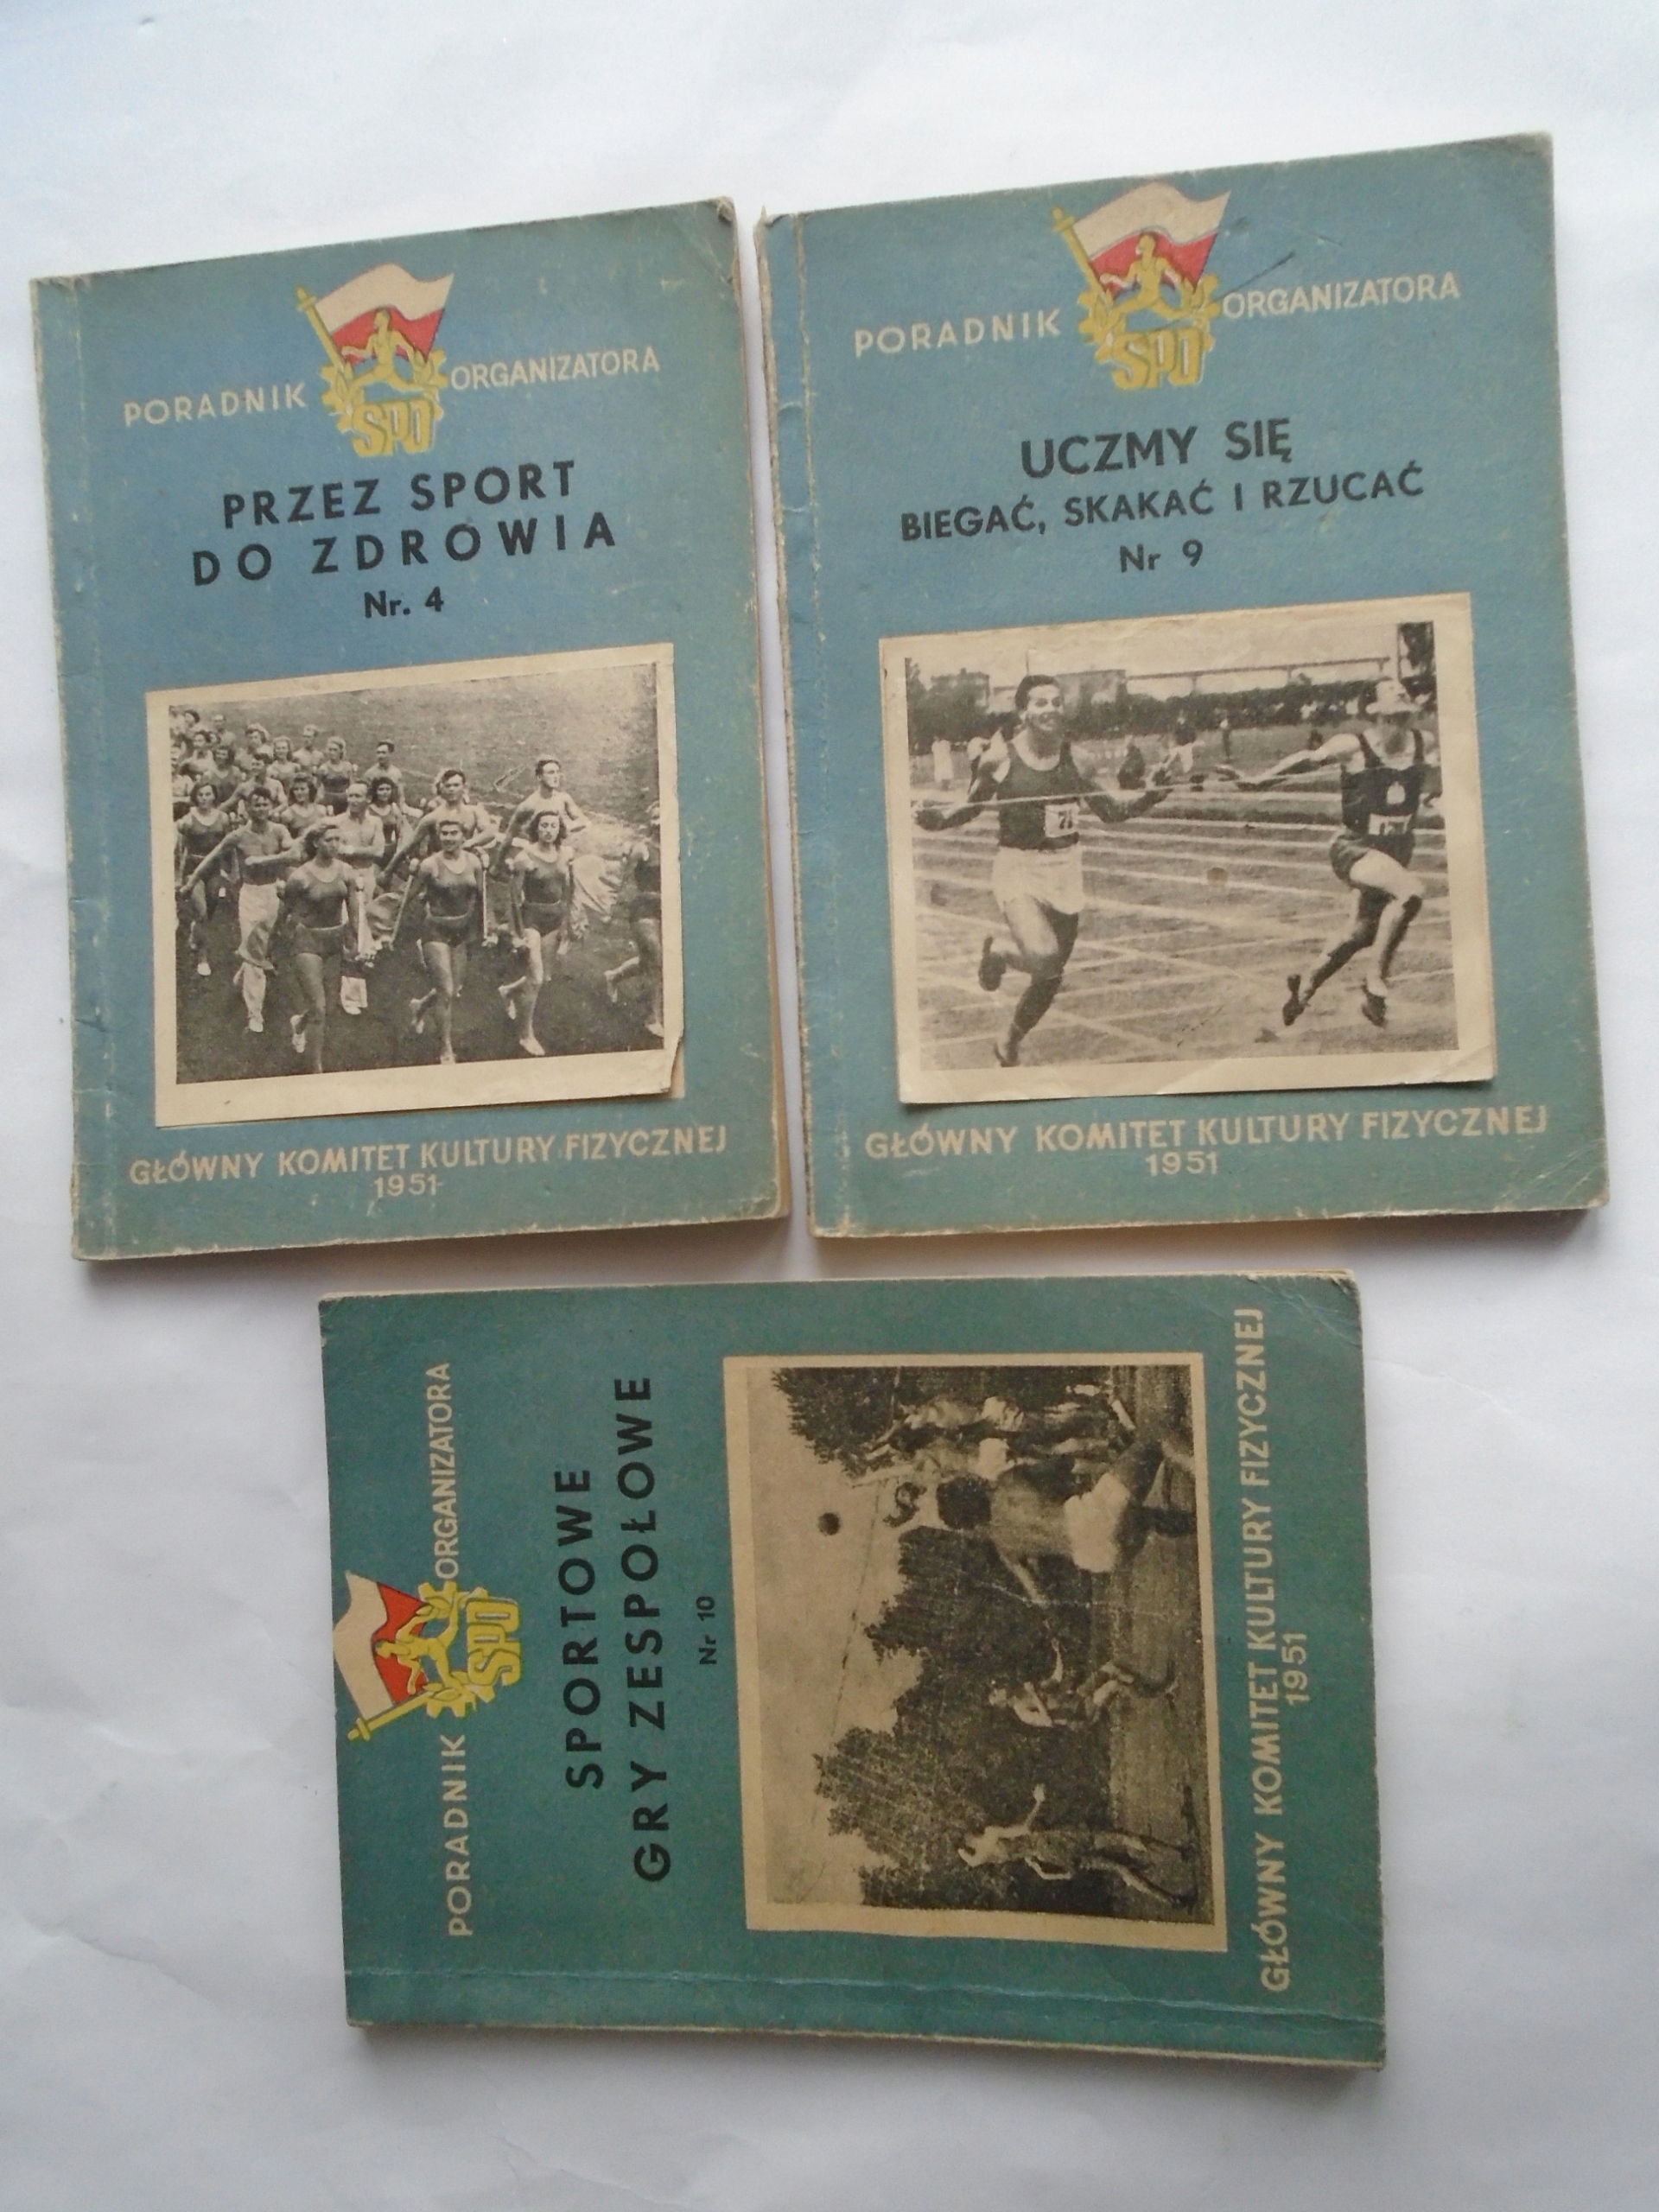 PORADNIK SPO ORGANIZATORA
PRZEZ SPORT
DO ZDROWIA
Nr. 4
GŁÓWNY KOMITET KULTURY FIZYCZNEJ
1951
PORADNIK SPO ORGANIZATORA
UCZMY SIĘ
BIEGAĆ, SKAKAĆ I RZUCAĆ
Nr 9
GŁÓWNY KOMITET KULTURY FIZYCZNEJ
1951
PORADNIK SPO ORGANIZATORA
SPORTOWE
GRY ZESPOŁOWE
Nr 10
GŁÓWNY KOMITET KULTURY FIZYCZNEJ
1951